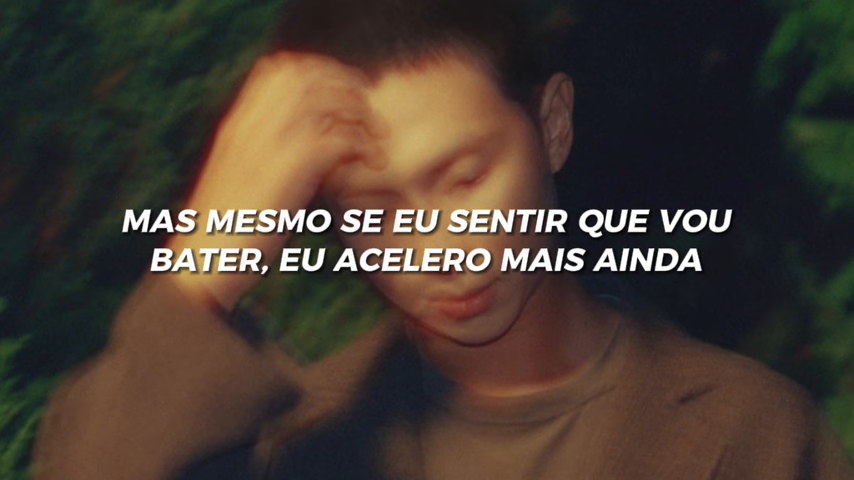 MAS MESMO SE EU SENTIR QUE VOU
BATER, EU ACELERO MAIS AINDA